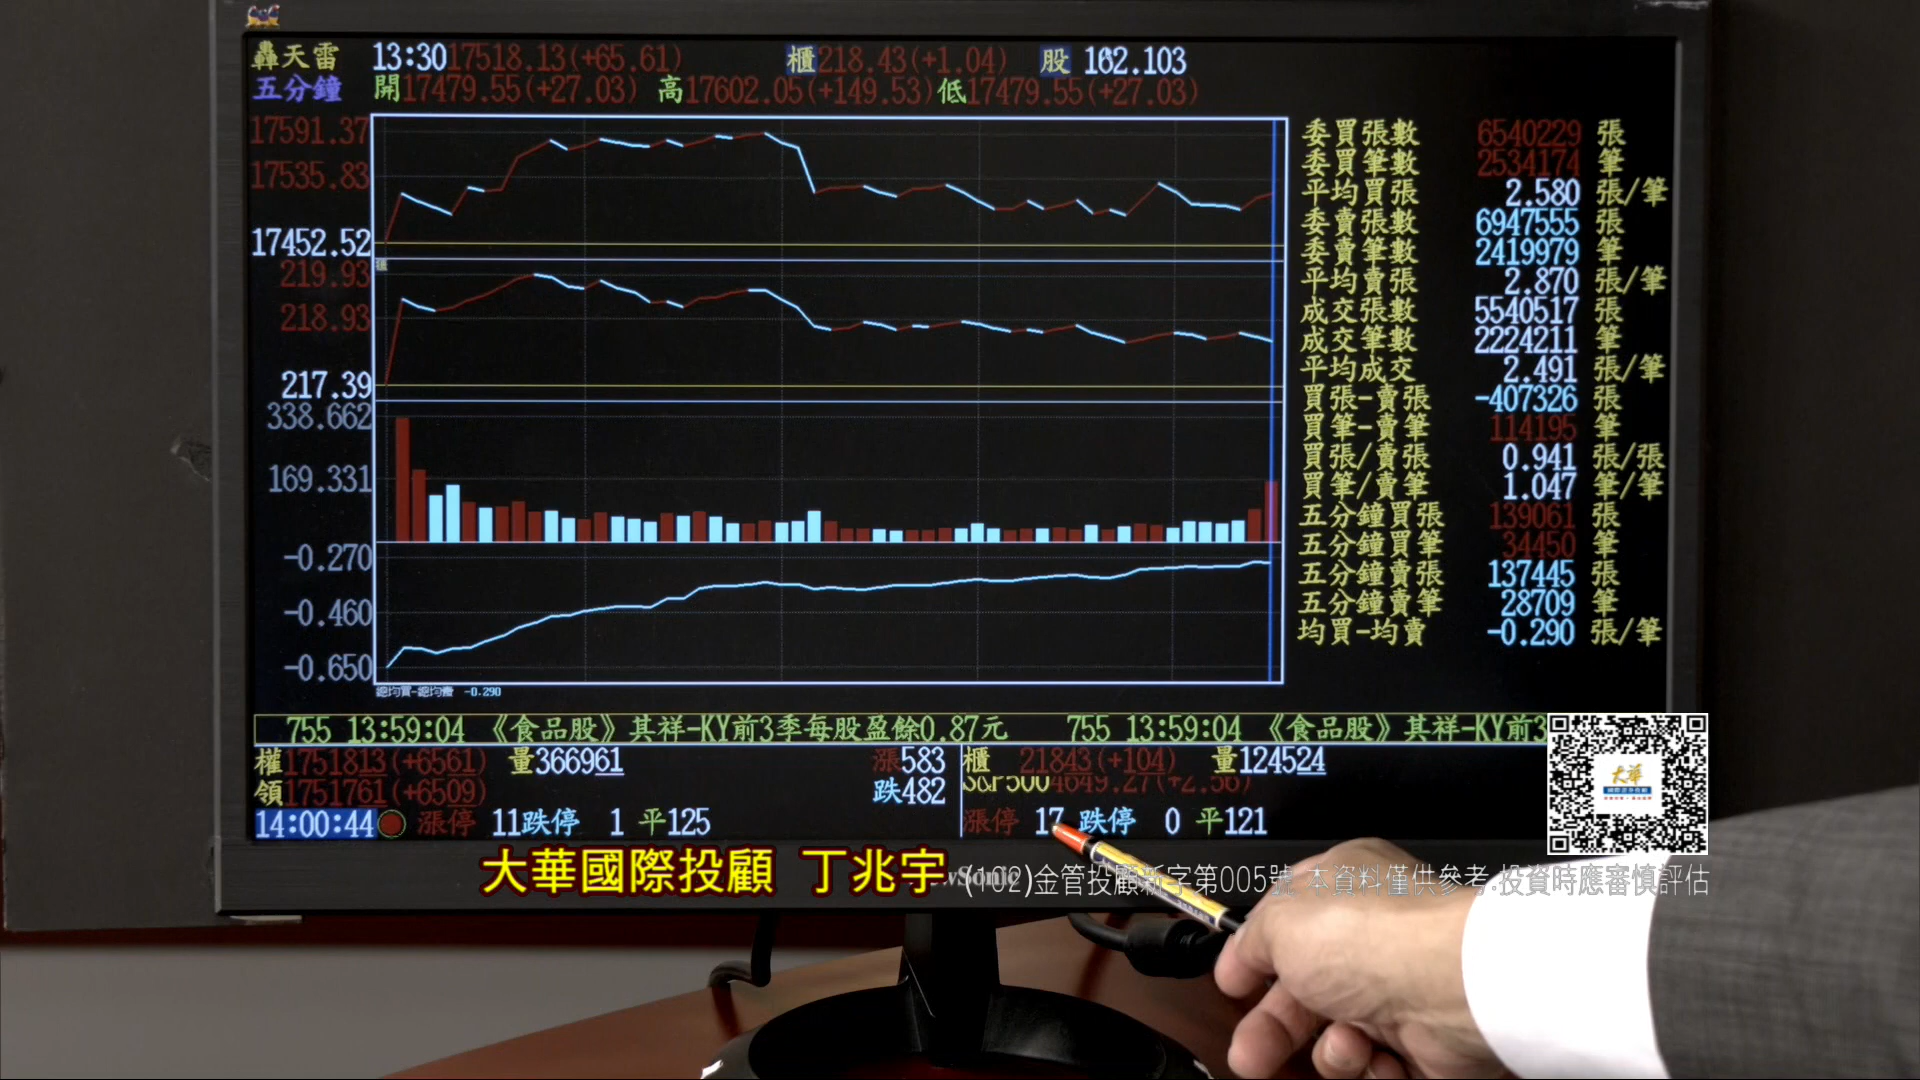 轟天雷 13:30 17518.13(+65.61) 櫃218.43(+1.04) 股 162.103
五分鐘 開17479.55(+27.03) 高17602.05(+149.53) 低17479.55(+27.03)
17591.37
17535.83
17452.52
219.93
218.93
217.39
338.662
169.331
-0.270
-0.460
-0.650
總均買-總均賣 -0.290
委買張數 6540229 張
委買筆數 2534174 筆
平均買張 2.580 張/筆
委賣張數 6947555 張
委賣筆數 2419979 筆
平均賣張 2.870 張/筆
成交張數 5540517 張
成交筆數 2224211 筆
平均成交 2.491 張/筆
買張-賣張 -407326 張
買筆-賣筆 114195 筆
買張/賣張 0.941 張/張
買筆/賣筆 1.047 筆/筆
五分鐘買張 139061 張
五分鐘買筆 34450 筆
五分鐘賣張 137445 張
五分鐘賣筆 28709 筆
均買-均賣 -0.290 張/筆
755 13:59:04 《食品股》其祥-KY前3季每股盈餘0.87元 755 13:59:04 《食品股》其祥-KY前3
權1751813(+6561) 量366961 漲583 櫃 21843(+104) 量124524
領1751761(+6509) 跌482 S&P500 4649.27(+2.56)
14:00:44 漲停 11跌停 1 平125 漲停 17 跌停 0 平121
大華
大華國際投顧 丁兆宇 (102)金管投顧新字第005號 本資料僅供參考.投資時應審慎評估